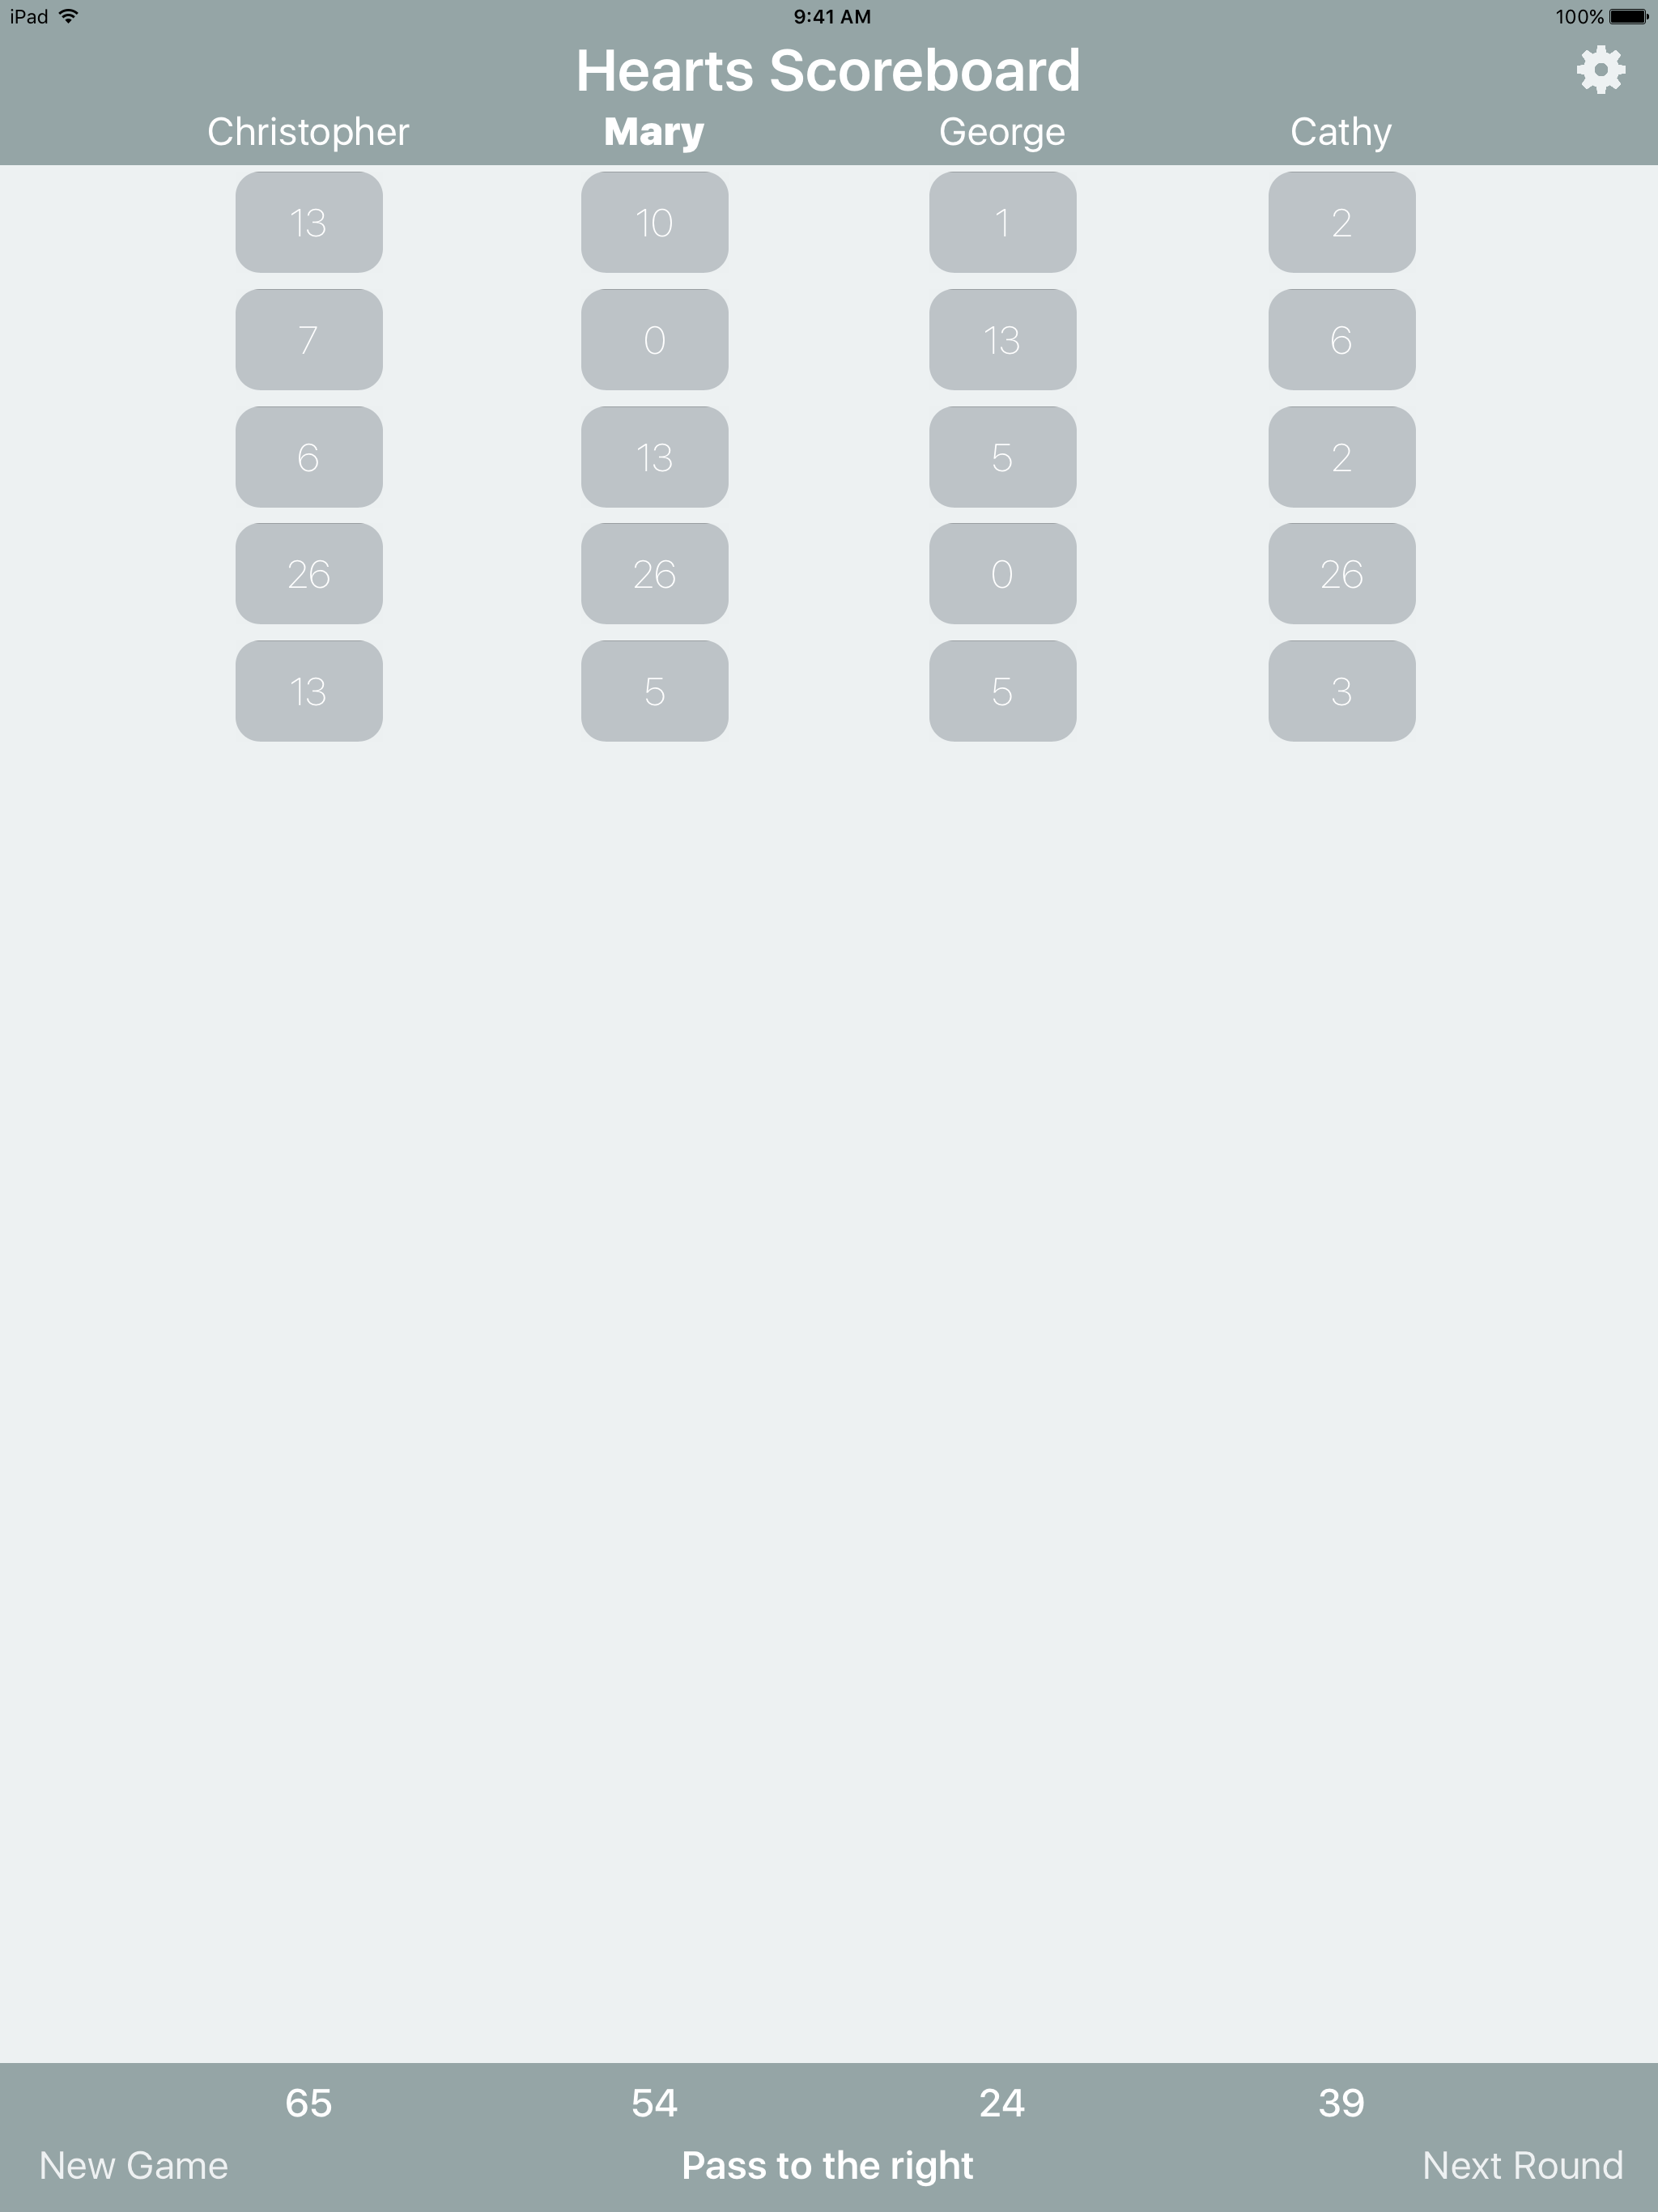 iPad 9:41 AM 100%
Hearts Scoreboard
Christopher Mary George Cathy
13 10 1 2
7 0 13 6
6 13 5 2
26 26 0 26
13 5 5 3
65 54 24 39
New Game Pass to the right Next Round